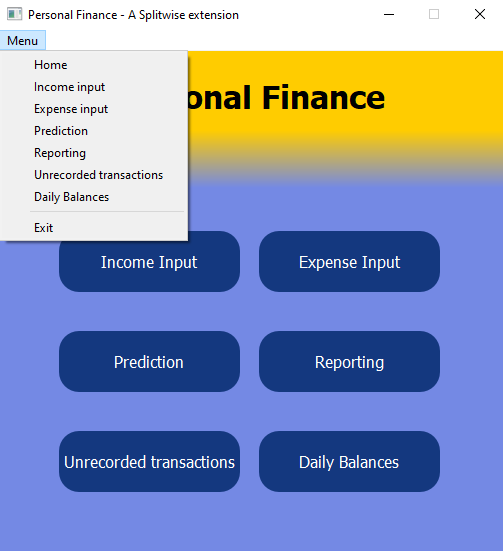 Personal Finance - A Splitwise extension
Menu
Home
Income input
Expense input
Prediction
Reporting
Unrecorded transactions
Daily Balances
Exit
onal Finance
Income Input
Expense Input
Prediction
Reporting
Unrecorded transactions
Daily Balances